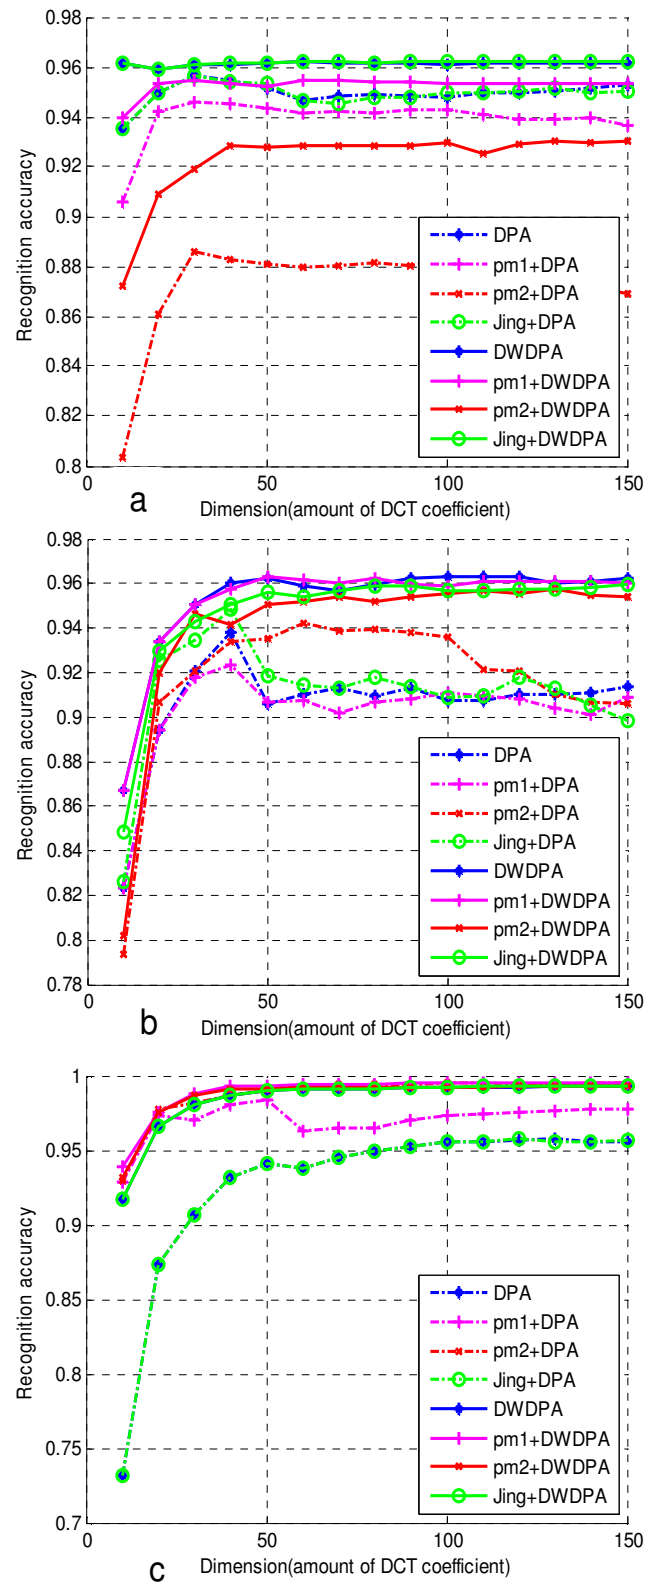 0.98
0.96
0.94
0.92
0.9
0.88
0.86
0.84
0.82
0.8
Recognition accuracy
DPA
pm1+DPA
pm2+DPA
Jing+DPA
DWDPA
pm1+DWDPA
pm2+DWDPA
Jing+DWDPA
0 50 100 150
a Dimension(amount of DCT coefficient)
0.98
0.96
0.94
0.92
0.9
0.88
0.86
0.84
0.82
0.8
0.78
Recognition accuracy
DPA
pm1+DPA
pm2+DPA
Jing+DPA
DWDPA
pm1+DWDPA
pm2+DWDPA
Jing+DWDPA
0 50 100 150
b Dimension(amount of DCT coefficient)
1
0.95
0.9
0.85
0.8
0.75
0.7
Recognition accuracy
DPA
pm1+DPA
pm2+DPA
Jing+DPA
DWDPA
pm1+DWDPA
pm2+DWDPA
Jing+DWDPA
0 50 100 150
c Dimension(amount of DCT coefficient)